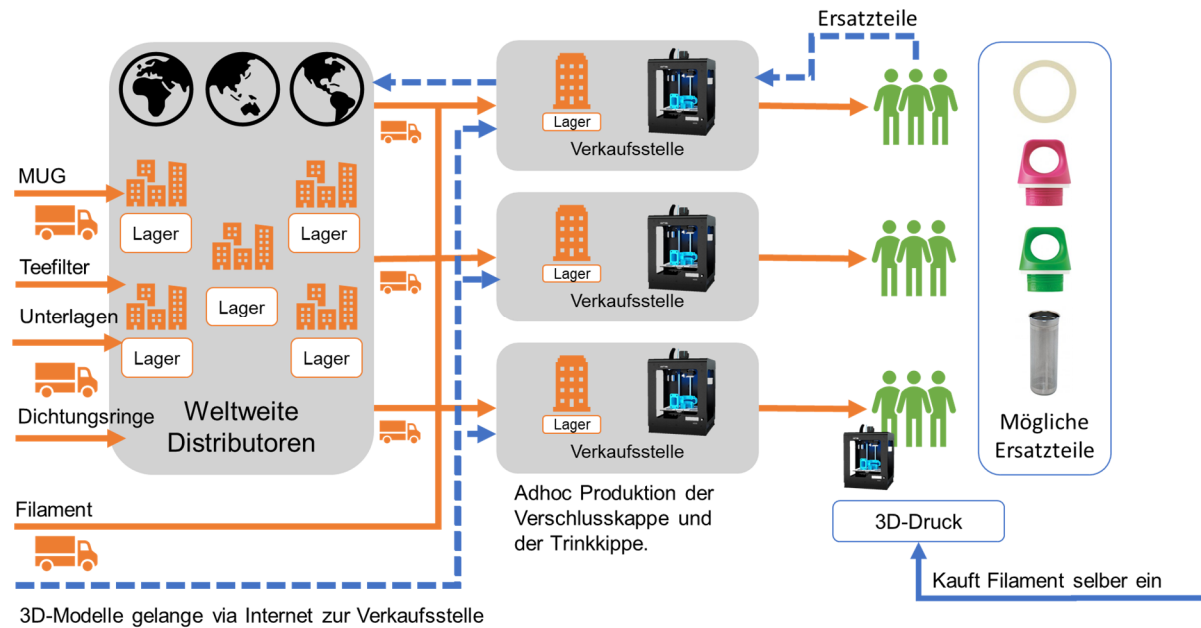 Ersatzteile
Lager
Verkaufsstelle
MUG
Lager
Lager
Teefilter
Lager
Lager
Verkaufsstelle
Unterlagen
Lager
Lager
Dichtungsringe
Weltweite
Distributoren
Lager
Verkaufsstelle
Mögliche
Ersatzteile
Filament
Adhoc Produktion der
Verschlusskappe und
der Trinkkippe.
3D-Druck
Kauft Filament selber ein
3D-Modelle gelange via Internet zur Verkaufsstelle